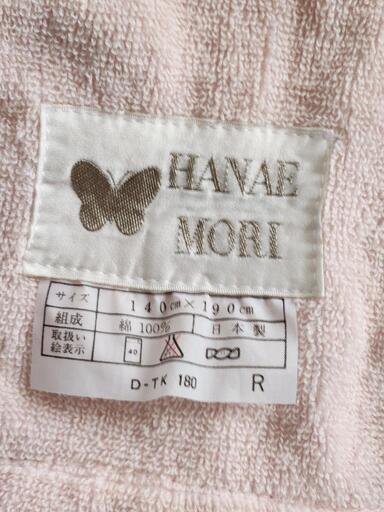 HANAE
MORI
サイズ 140cm×190cm
組成 綿 100% 日本製
取扱い
絵表示 40
D-TK 180 R